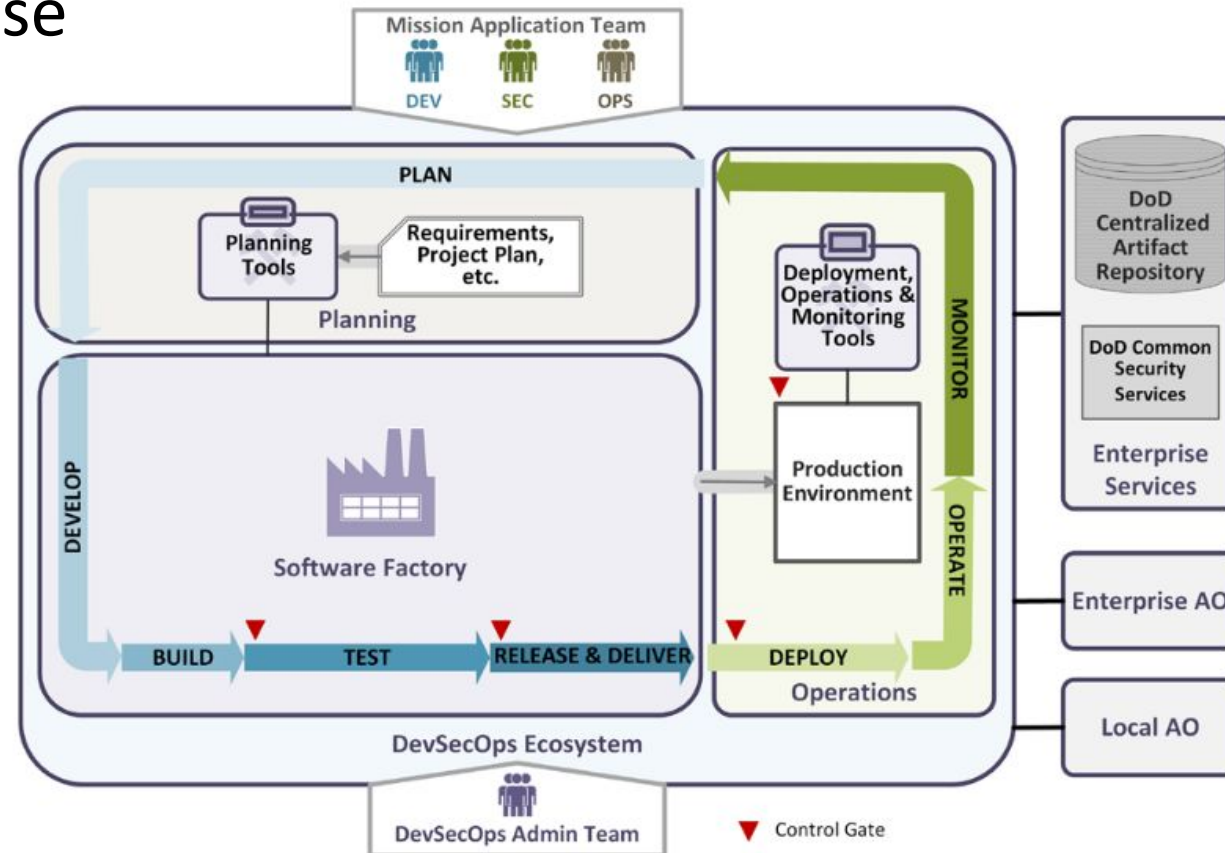 se
Mission Application Team
DEV
SEC
OPS
PLAN
Planning
Tools
Requirements,
Project Plan,
etc.
Planning
Deployment,
Operations &
Monitoring
Tools
MONITOR
DoD
Centralized
Artifact
Repository
DoD Common
Security
Services
Enterprise
Services
DEVELOP
Software Factory
Production
Environment
OPERATE
Enterprise AO
BUILD
TEST
RELEASE & DELIVER
DEPLOY
Operations
Local AO
DevSecOps Ecosystem
DevSecOps Admin Team
Control Gate